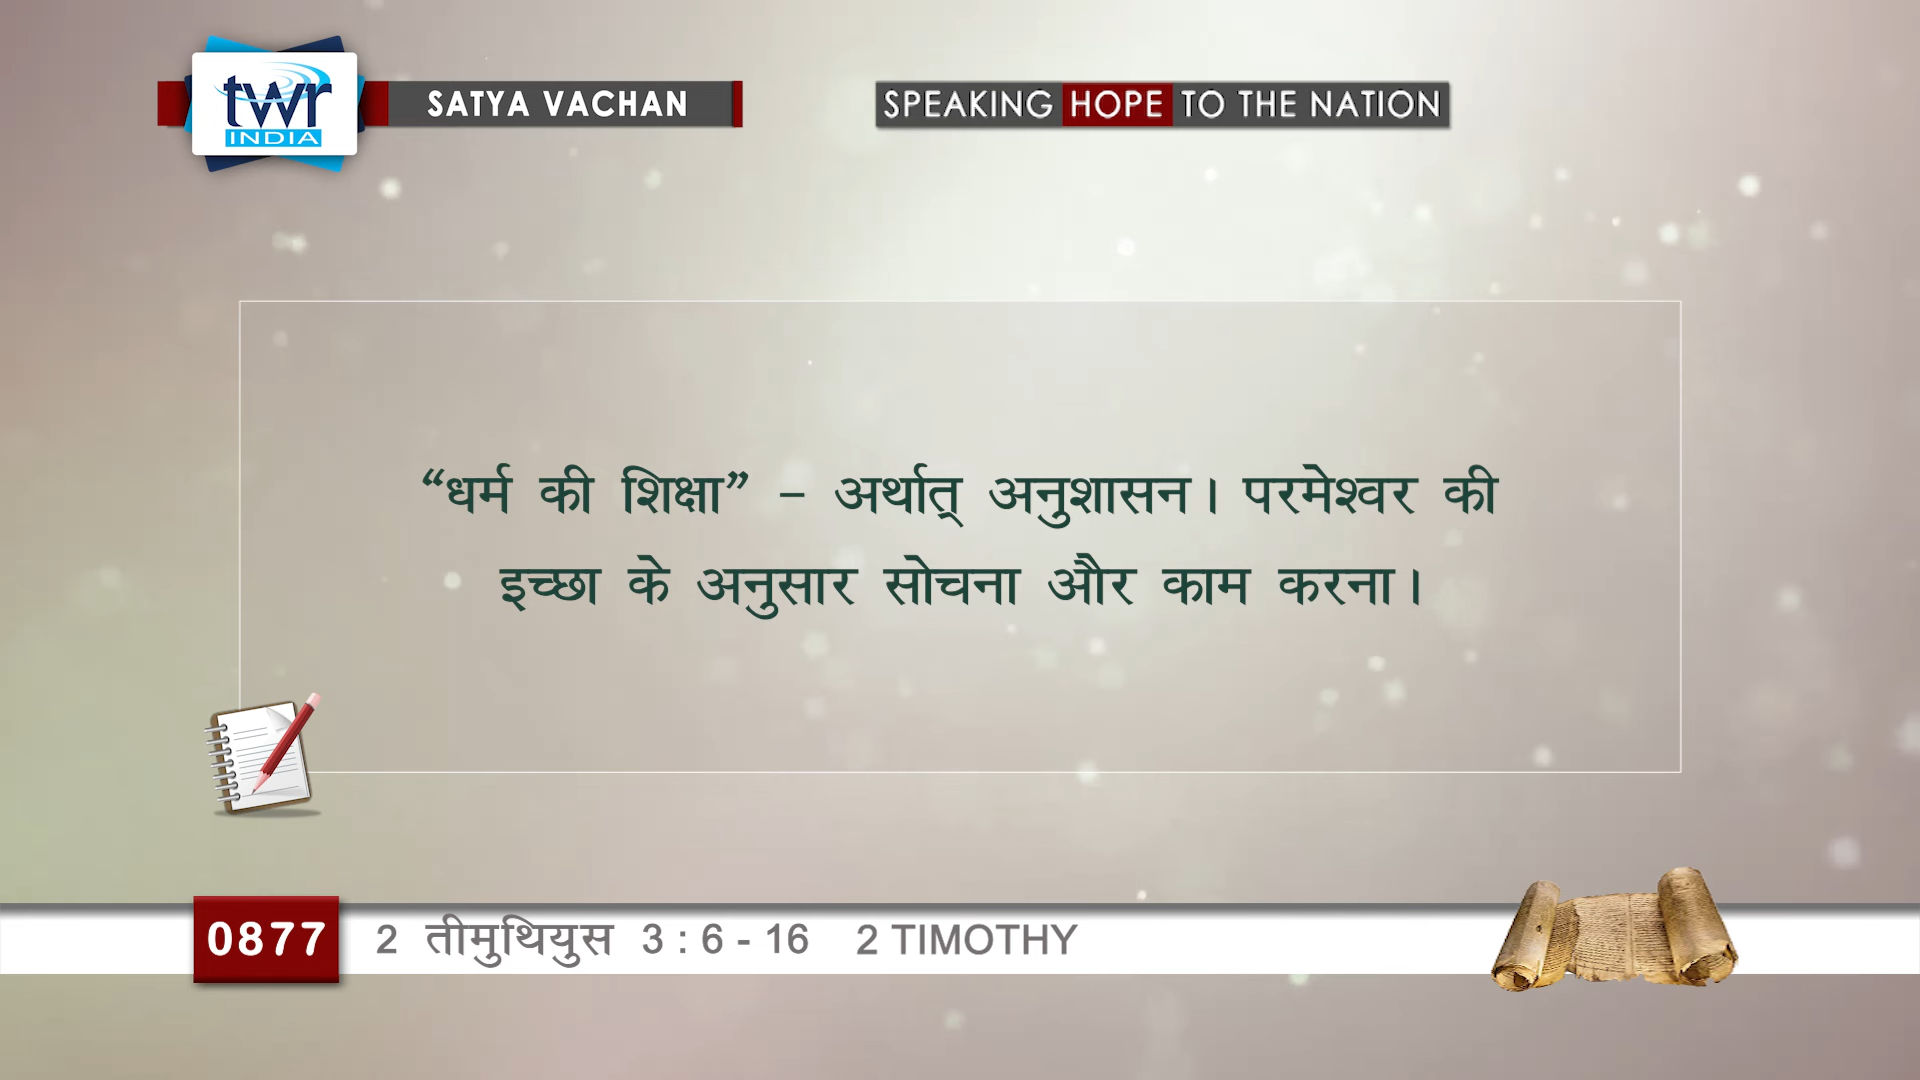 twr
INDIA
SATYA VACHAN
SPEAKING HOPE TO THE NATION
“धर्म की शिक्षा” – अर्थात् अनुशासन। परमेश्वर की
इच्छा के अनुसार सोचना और काम करना।
0877
2 तीमुथियुस 3 : 6 - 16 2 TIMOTHY